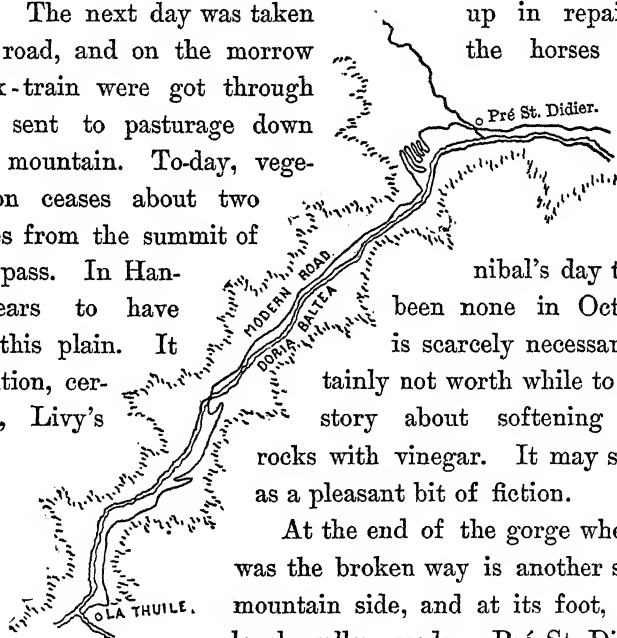 The next day was taken up in repai
road, and on the morrow the horses
k-train were got through
sent to pasturage down
mountain. To-day, vege-
on ceases about two
s from the summit of
pass. In Han- nibal's day t
ears to have been none in Oct
this plain. It is scarcely necessar
tion, cer- tainly not worth while to
, Livy's story about softening
rocks with vinegar. It may s
as a pleasant bit of fiction.
At the end of the gorge whe
was the broken way is another s
mountain side, and at its foot,
Pré St. Didier.
MODERN ROAD
DORIA BALTEA
LA THUILE.